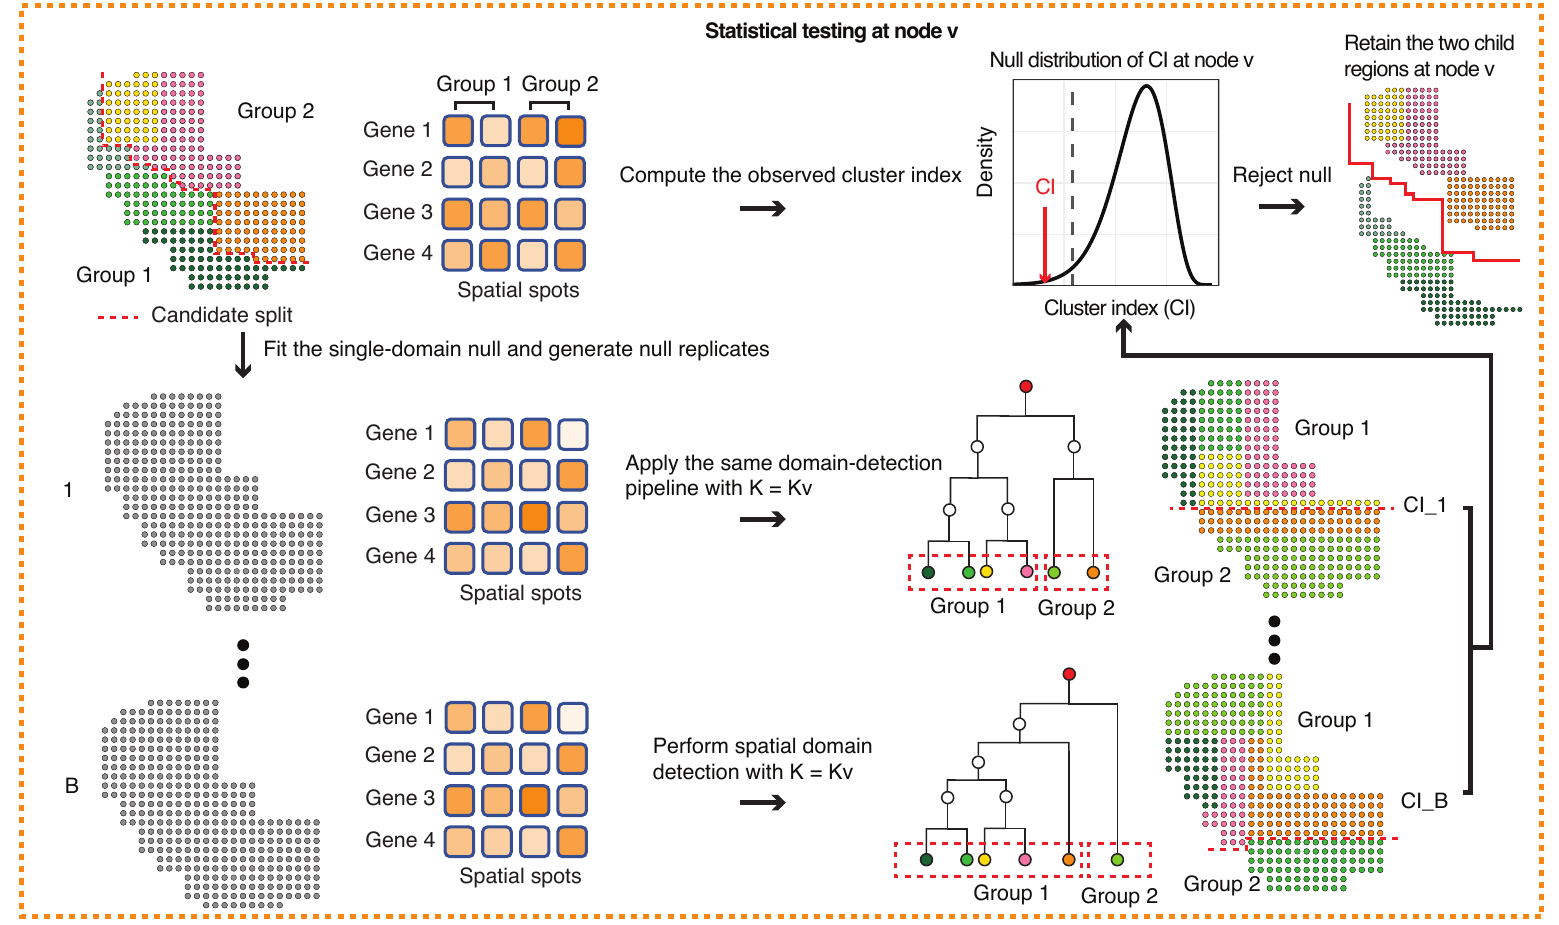 Statistical testing at node v
Group 2
Group 1
Candidate split
Group 1 Group 2
Gene 1
Gene 2
Gene 3
Gene 4
Spatial spots
Compute the observed cluster index
Null distribution of CI at node v
Density
CI
Cluster index (CI)
Reject null
Retain the two child
regions at node v
Fit the single-domain null and generate null replicates
1
Gene 1
Gene 2
Gene 3
Gene 4
Spatial spots
Apply the same domain-detection
pipeline with K = Kv
Group 1
Group 2
Group 1
Group 2
CI_1
B
Gene 1
Gene 2
Gene 3
Gene 4
Spatial spots
Perform spatial domain
detection with K = Kv
Group 1
Group 2
Group 1
Group 2
CI_B